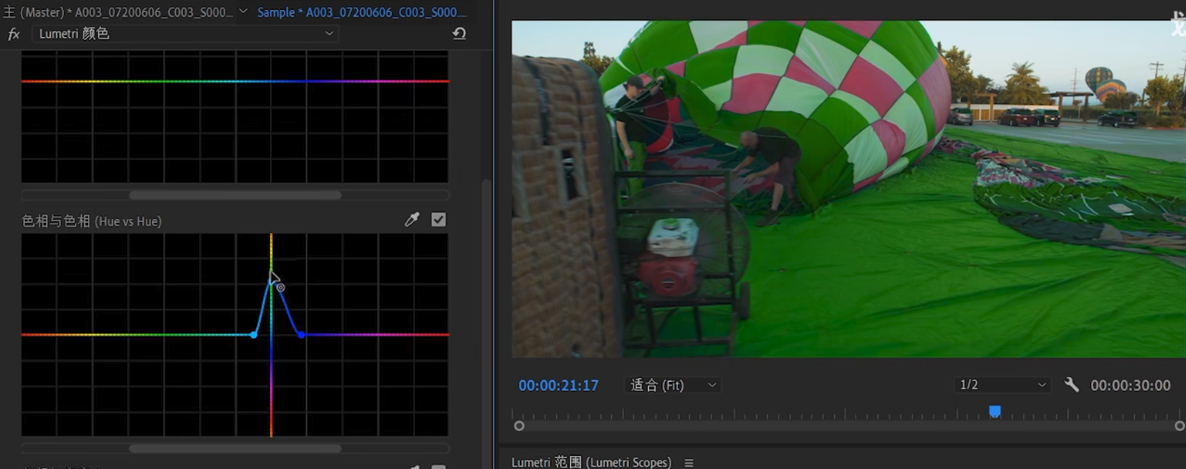 主 (Master) * A003_07200606_C003_S000... Sample * A003_07200606_C003_S000...
fx Lumetri 颜色
色相与色相 (Hue vs Hue)
00:00:21:17 适合 (Fit) 1/2 00:00:30:00
Lumetri 范围 (Lumetri Scopes)